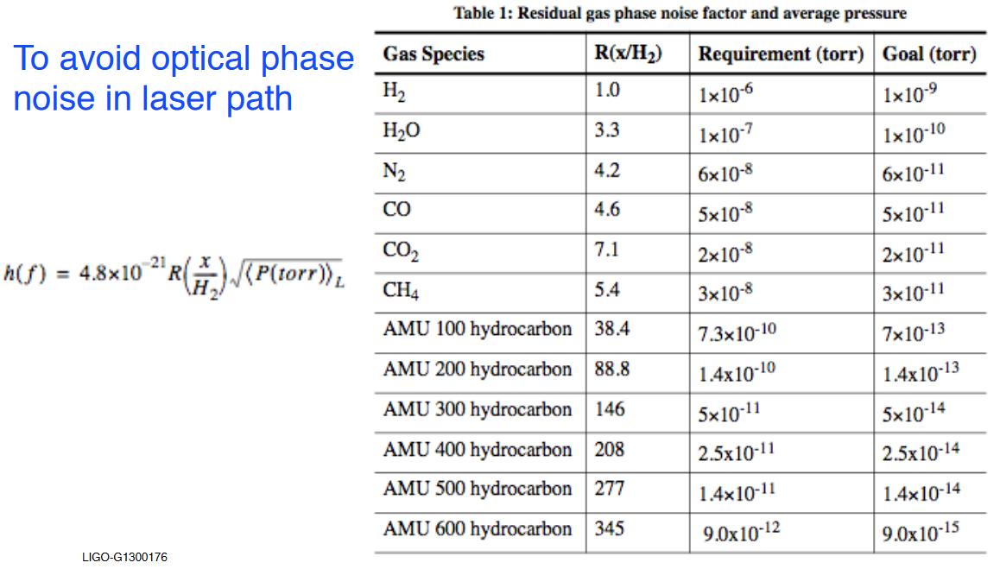 Table 1: Residual gas phase noise factor and average pressure
To avoid optical phase
noise in laser path
Gas Species R(x/H₂) Requirement (torr) Goal (torr)
H₂ 1.0 1×10⁻⁶ 1×10⁻⁹
H₂O 3.3 1×10⁻⁷ 1×10⁻¹⁰
N₂ 4.2 6×10⁻⁸ 6×10⁻¹¹
CO 4.6 5×10⁻⁸ 5×10⁻¹¹
CO₂ 7.1 2×10⁻⁸ 2×10⁻¹¹
CH₄ 5.4 3×10⁻⁸ 3×10⁻¹¹
AMU 100 hydrocarbon 38.4 7.3×10⁻¹⁰ 7×10⁻¹³
AMU 200 hydrocarbon 88.8 1.4x10⁻¹⁰ 1.4x10⁻¹³
AMU 300 hydrocarbon 146 5×10⁻¹¹ 5×10⁻¹⁴
AMU 400 hydrocarbon 208 2.5x10⁻¹¹ 2.5x10⁻¹⁴
AMU 500 hydrocarbon 277 1.4×10⁻¹¹ 1.4×10⁻¹⁴
AMU 600 hydrocarbon 345 9.0x10⁻¹² 9.0x10⁻¹⁵
h(f) = 4.8×10⁻²¹ R(x/H₂)√⟨P(torr)⟩_L
LIGO-G1300176